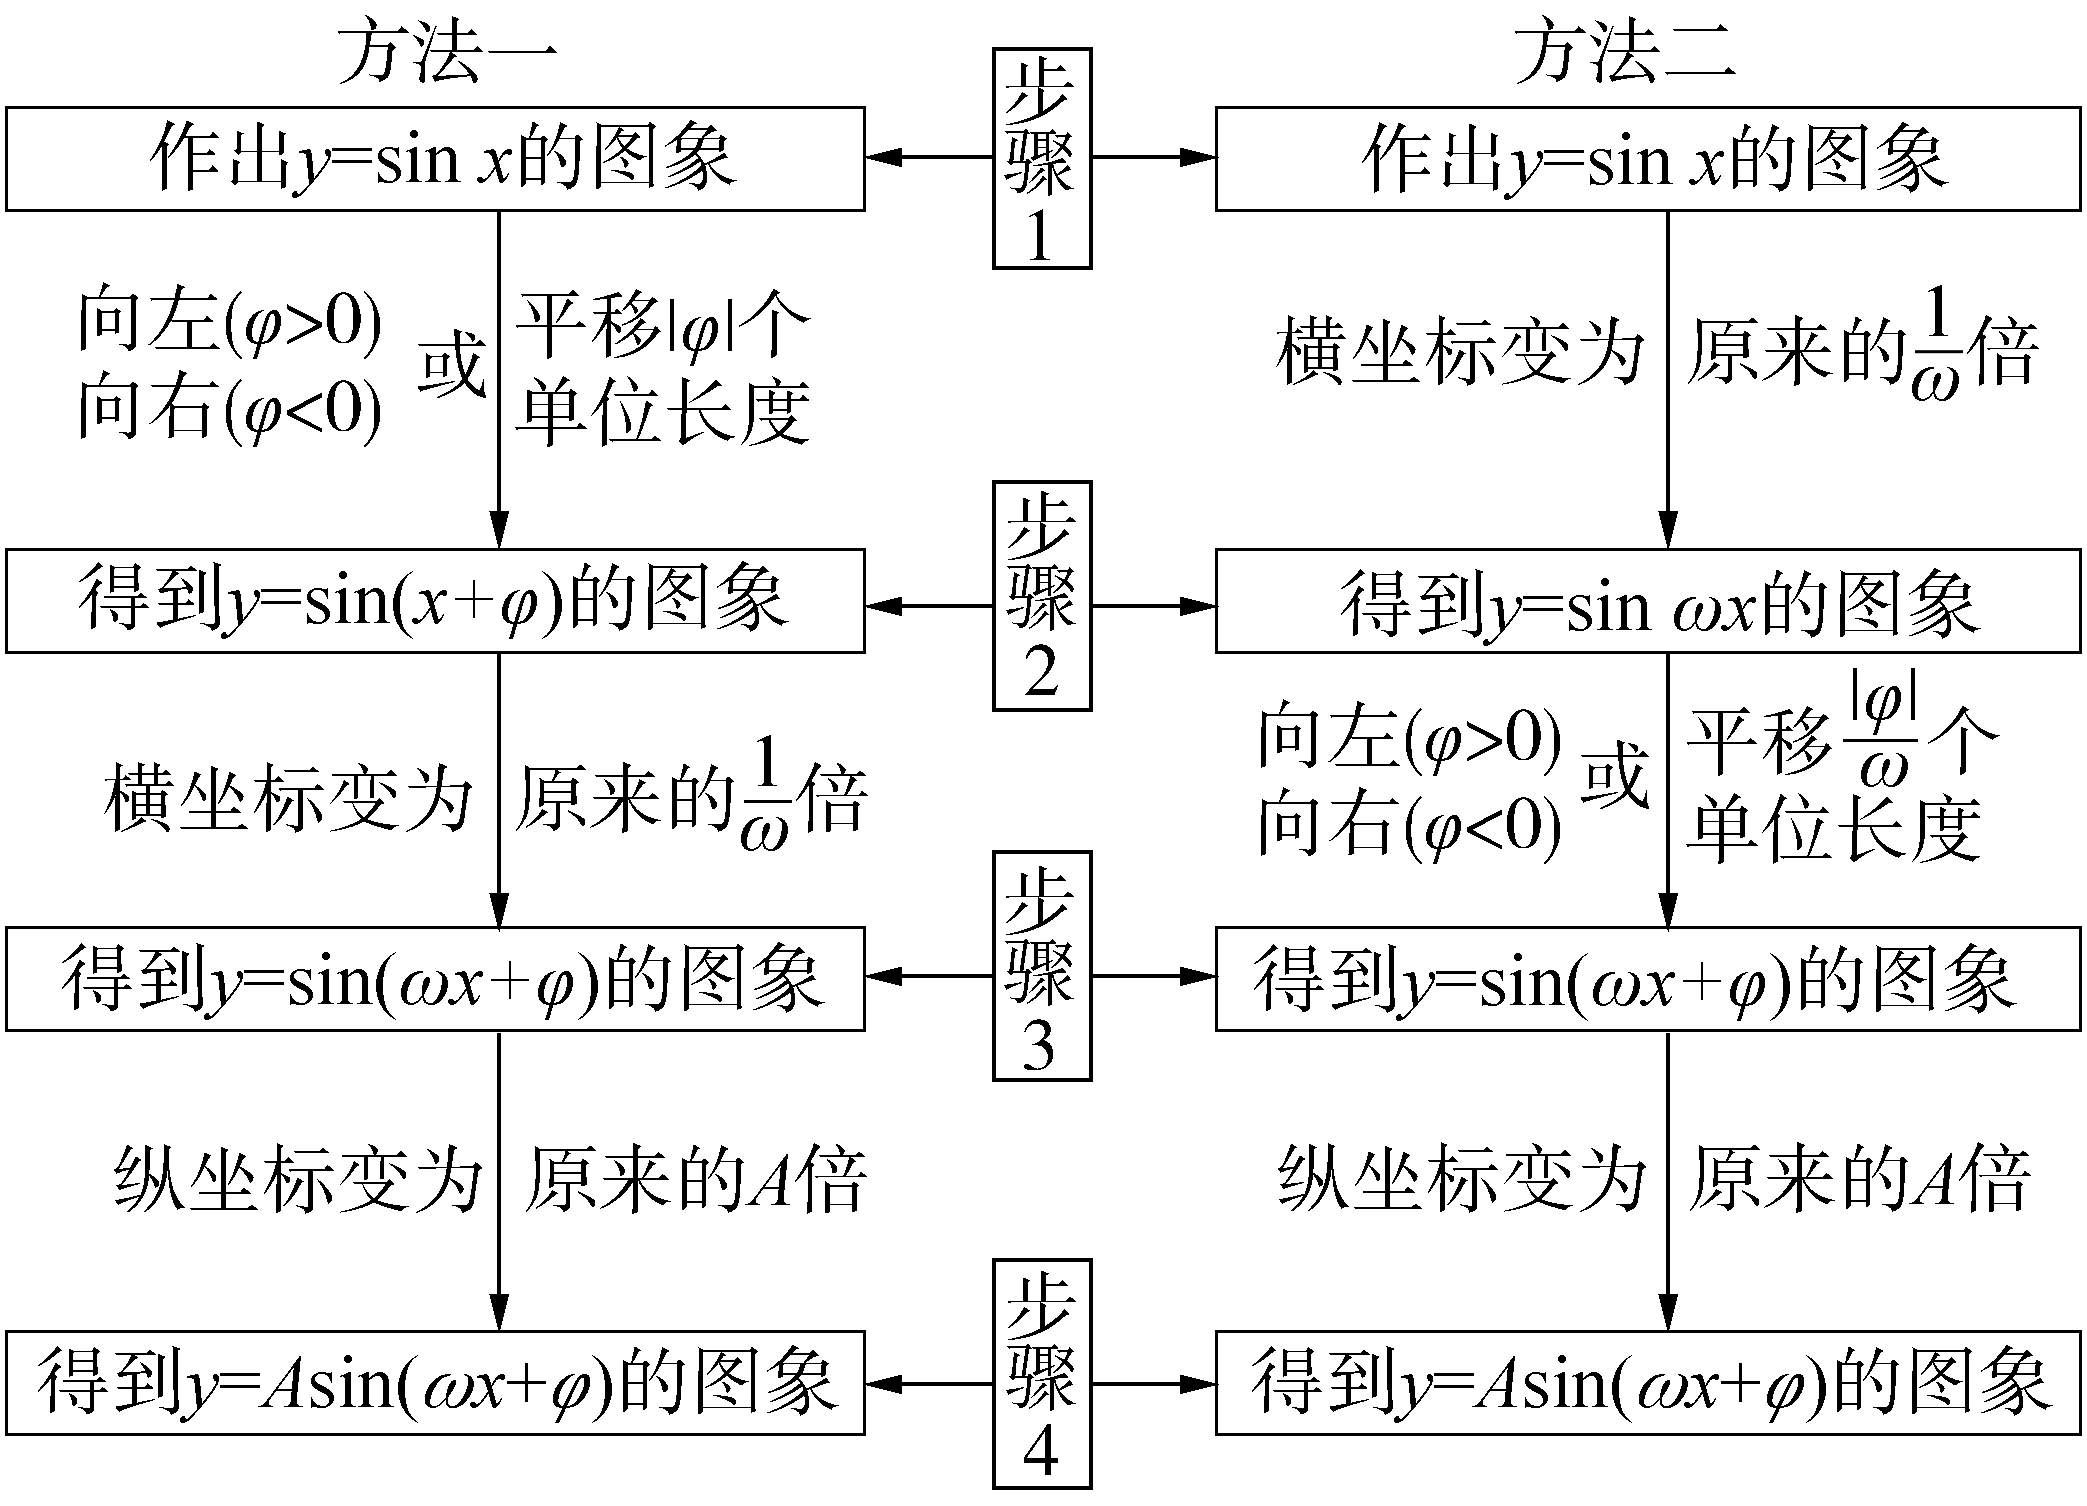 方法一
方法二
步骤1
作出y=sin x的图象
作出y=sin x的图象
向左(φ>0)
向右(φ<0)
或
平移|φ|个
单位长度
横坐标变为
原来的1/ω倍
步骤2
得到y=sin(x+φ)的图象
得到y=sin ωx的图象
横坐标变为
原来的1/ω倍
向左(φ>0)
向右(φ<0)
或
平移|φ|/ω个
单位长度
步骤3
得到y=sin(ωx+φ)的图象
得到y=sin(ωx+φ)的图象
纵坐标变为
原来的A倍
纵坐标变为
原来的A倍
步骤4
得到y=Asin(ωx+φ)的图象
得到y=Asin(ωx+φ)的图象